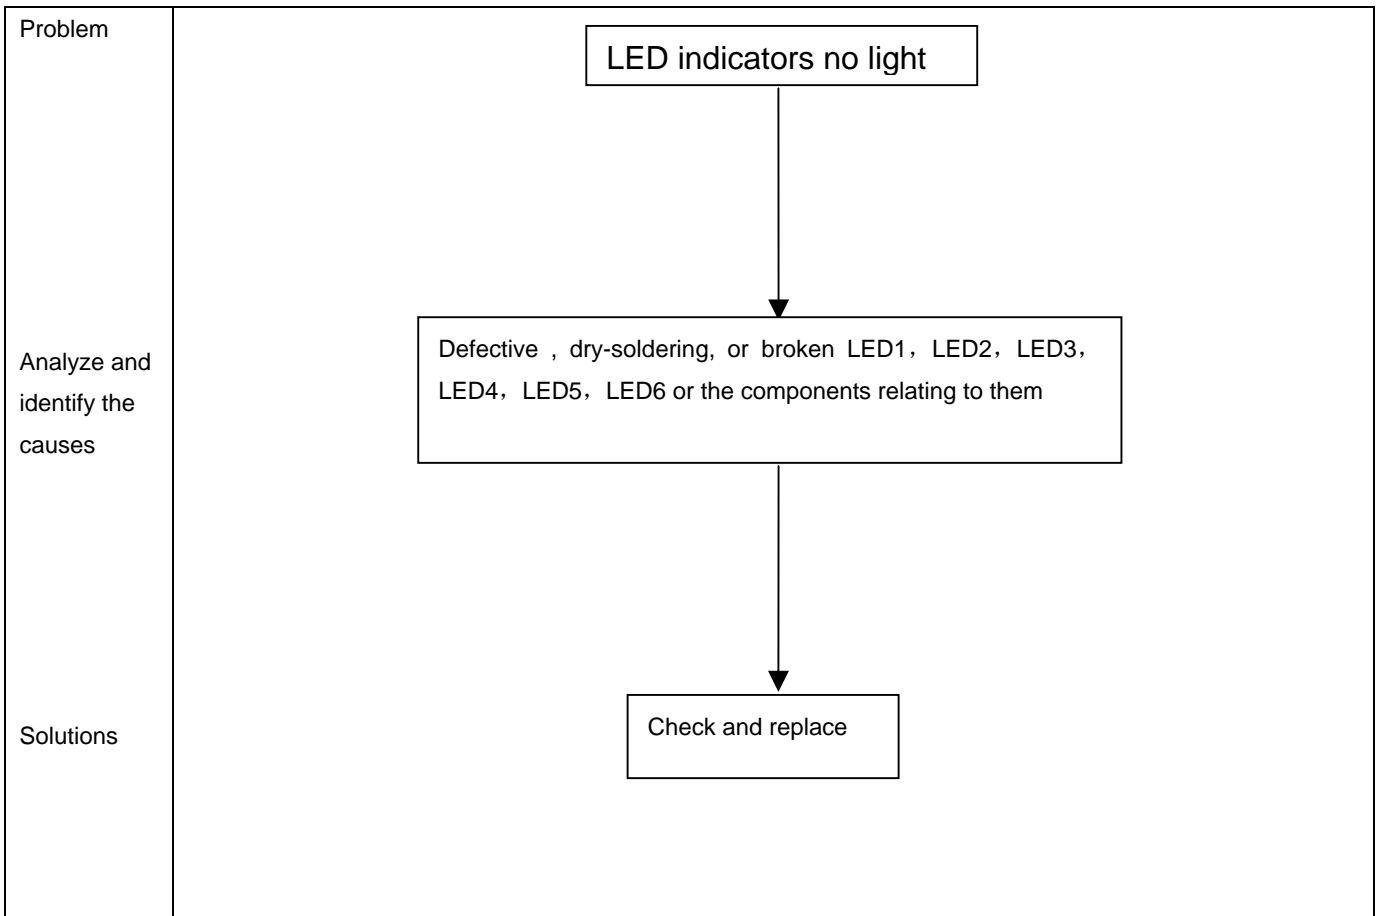 Problem
LED indicators no light
Analyze and
identify the
causes
Defective , dry-soldering, or broken LED1，LED2，LED3，
LED4，LED5，LED6 or the components relating to them
Solutions
Check and replace